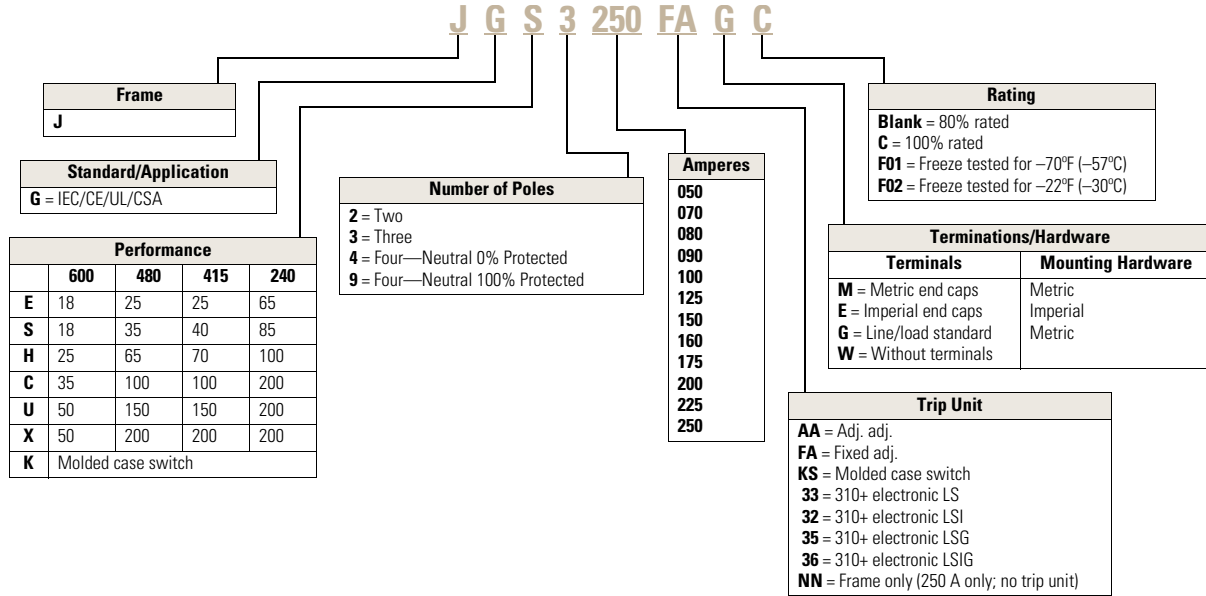 J G S 3 250 FA G C
Frame
J
Standard/Application
G = IEC/CE/UL/CSA
Performance
600 480 415 240
E 18 25 25 65
S 18 35 40 85
H 25 65 70 100
C 35 100 100 200
U 50 150 150 200
X 50 200 200 200
K Molded case switch
Number of Poles
2 = Two
3 = Three
4 = Four—Neutral 0% Protected
9 = Four—Neutral 100% Protected
Amperes
050
070
080
090
100
125
150
160
175
200
225
250
Rating
Blank = 80% rated
C = 100% rated
F01 = Freeze tested for –70ºF (–57ºC)
F02 = Freeze tested for –22ºF (–30ºC)
Terminations/Hardware
Terminals Mounting Hardware
M = Metric end caps Metric
E = Imperial end caps Imperial
G = Line/load standard Metric
W = Without terminals
Trip Unit
AA = Adj. adj.
FA = Fixed adj.
KS = Molded case switch
33 = 310+ electronic LS
32 = 310+ electronic LSI
35 = 310+ electronic LSG
36 = 310+ electronic LSIG
NN = Frame only (250 A only; no trip unit)